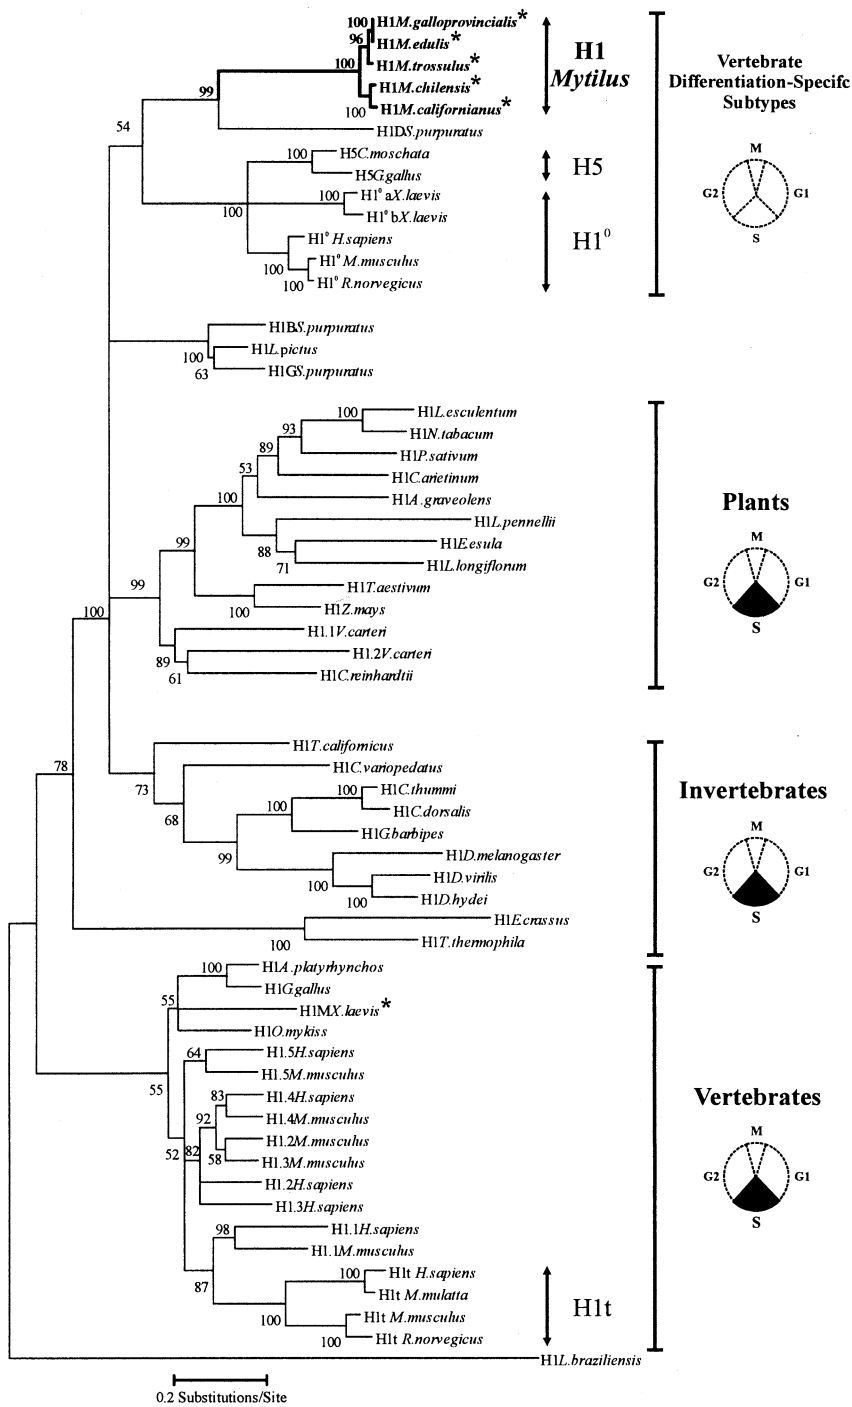 100 H1M.galloprovincialis*
96 H1M.edulis*
100 H1M.trossulus*
H1M.chilensis*
99
100 H1M.californianus*
H1 Mytilus
H1DS.purpuratus
54
100 H5C.moschata
H5G.gallus
H5
100 H1⁰aX.laevis
H1⁰bX.laevis
100
H1⁰ H.sapiens
100 H1⁰ M.musculus
100 H1⁰ R.norvegicus
H1⁰
Vertebrate
Differentiation-Specifc
Subtypes
M
G2 G1
S
H1BS.purpuratus
100 H1L.pictus
63 H1GS.purpuratus
100 H1L.esculentum
93 H1N.tabacum
89 H1P.sativum
53 H1C.arietinum
100 H1A.graveolens
H1L.pennellii
99 88 H1E.esula
71 H1L.longiflorum
99 H1T.aestivum
100 H1Z.mays
100
H1.1V.carteri
89 H1.2V.carteri
61 H1C.reinhardtii
Plants
M
G2 G1
S
H1T.californicus
78 H1C.variopedatus
73 H1C.thummi
100 100 H1C.dorsalis
68 H1G.barbipes
99 H1D.melanogaster
100 H1D.virilis
100 H1D.hydei
H1E.crassus
100 H1T.thermophila
Invertebrates
M
G2 G1
S
100 H1A.platyrhynchos
H1G.gallus
55 H1MX.laevis*
H1O.mykiss
64 H1.5H.sapiens
55 H1.5M.musculus
83 H1.4H.sapiens
92 H1.4M.musculus
H1.2M.musculus
52 82 58 H1.3M.musculus
H1.2H.sapiens
H1.3H.sapiens
98 H1.1H.sapiens
H1.1M.musculus
87 100 H1t H.sapiens
H1t M.mulatta
100 H1t M.musculus
100 H1t R.norvegicus
H1t
Vertebrates
M
G2 G1
S
H1L.braziliensis
0.2 Substitutions/Site